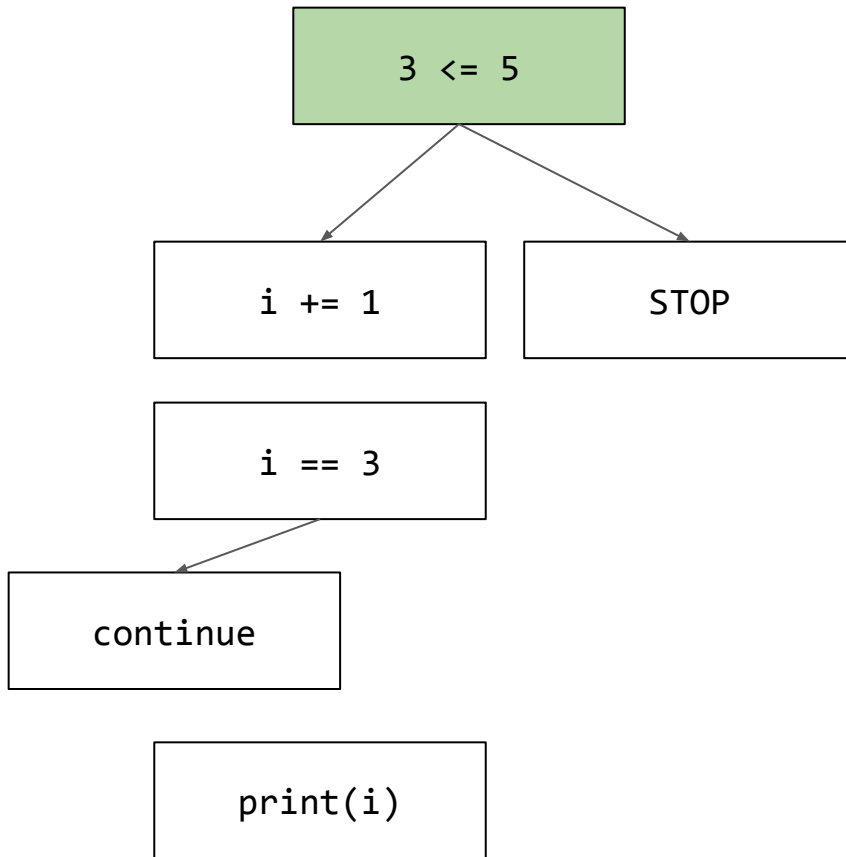 3 <= 5
i += 1
STOP
i == 3
continue
print(i)